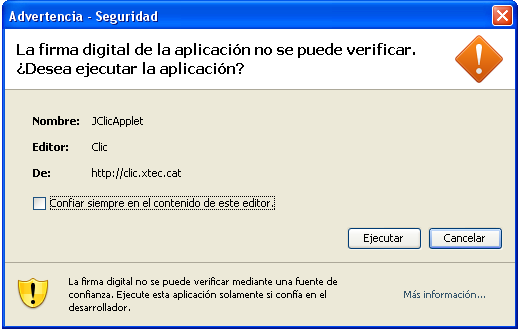 Advertencia - Seguridad
La firma digital de la aplicación no se puede verificar.
¿Desea ejecutar la aplicación?
Nombre: JClicApplet
Editor: Clic
De: http://clic.xtec.cat
Confiar siempre en el contenido de este editor.
Ejecutar Cancelar
La firma digital no se puede verificar mediante una fuente de
confianza. Ejecute esta aplicación solamente si confía en el
desarrollador.
Más información...